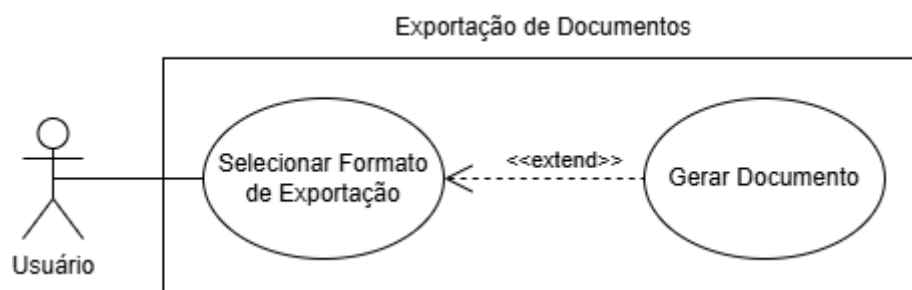 Exportação de Documentos
Selecionar Formato
de Exportação
<<extend>>
Gerar Documento
Usuário